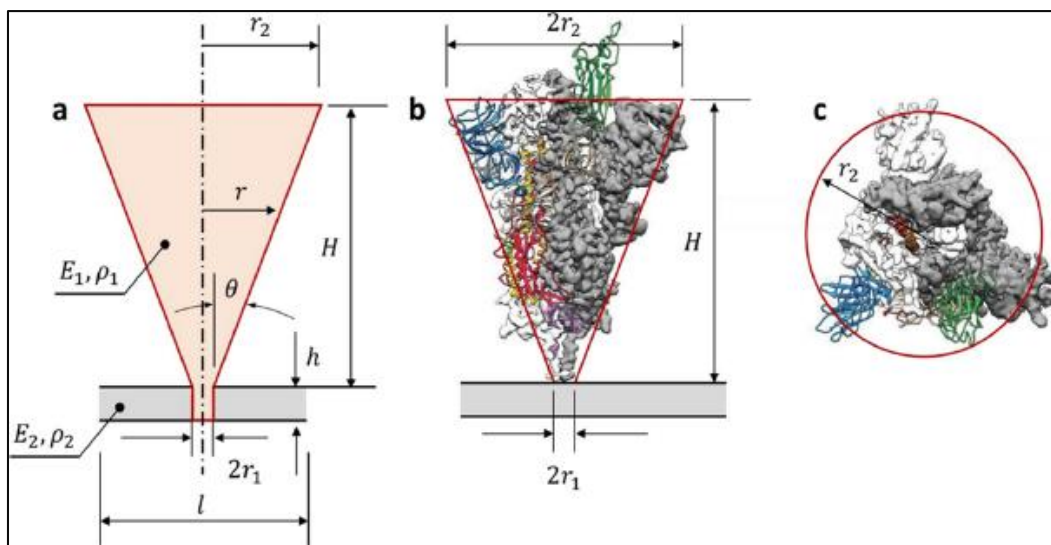 r₂
a
r
H
E₁, ρ₁
θ
h
E₂, ρ₂
2r₁
l
2r₂
b
H
2r₁
c
r₂